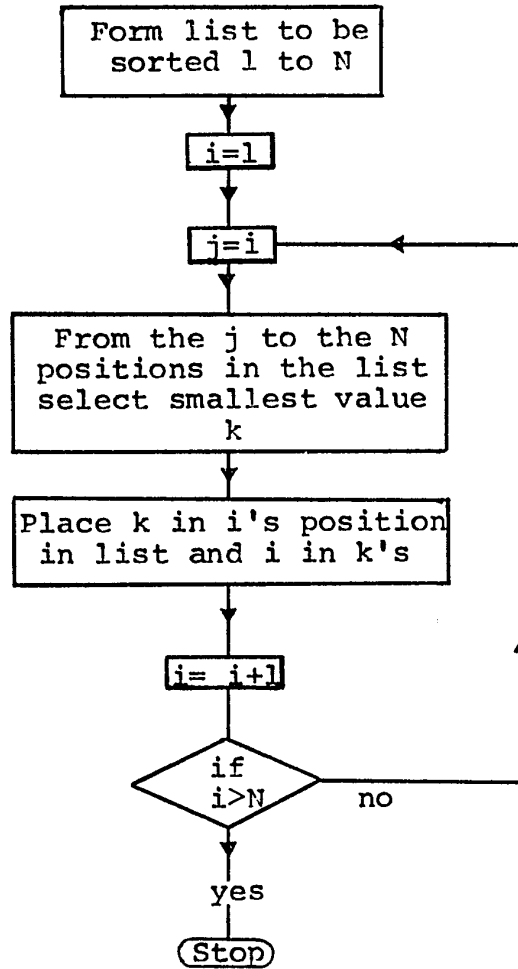 Form list to be
sorted 1 to N
i=1
j=i
From the j to the N
positions in the list
select smallest value
k
Place k in i's position
in list and i in k's
i= i+1
if
i>N
no
yes
Stop